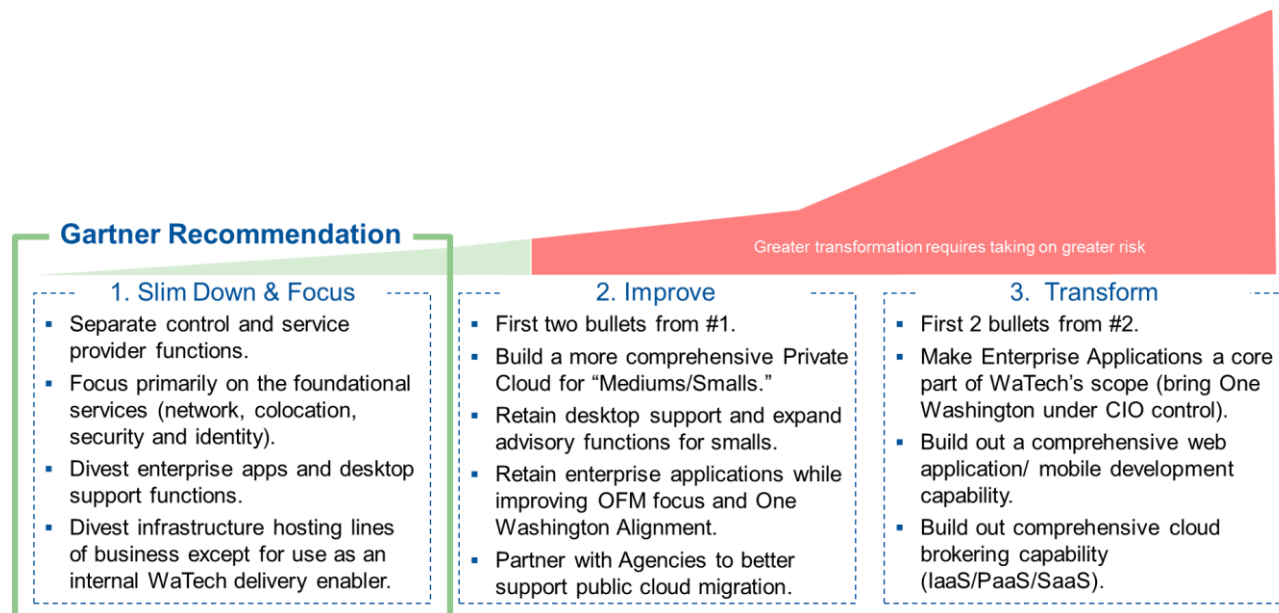 Gartner Recommendation
Greater transformation requires taking on greater risk
1. Slim Down & Focus
▪ Separate control and service
provider functions.
▪ Focus primarily on the foundational
services (network, colocation,
security and identity).
▪ Divest enterprise apps and desktop
support functions.
▪ Divest infrastructure hosting lines
of business except for use as an
internal WaTech delivery enabler.
2. Improve
▪ First two bullets from #1.
▪ Build a more comprehensive Private
Cloud for “Mediums/Smalls.”
▪ Retain desktop support and expand
advisory functions for smalls.
▪ Retain enterprise applications while
improving OFM focus and One
Washington Alignment.
▪ Partner with Agencies to better
support public cloud migration.
3. Transform
▪ First 2 bullets from #2.
▪ Make Enterprise Applications a core
part of WaTech’s scope (bring One
Washington under CIO control).
▪ Build out a comprehensive web
application/ mobile development
capability.
▪ Build out comprehensive cloud
brokering capability
(IaaS/PaaS/SaaS).